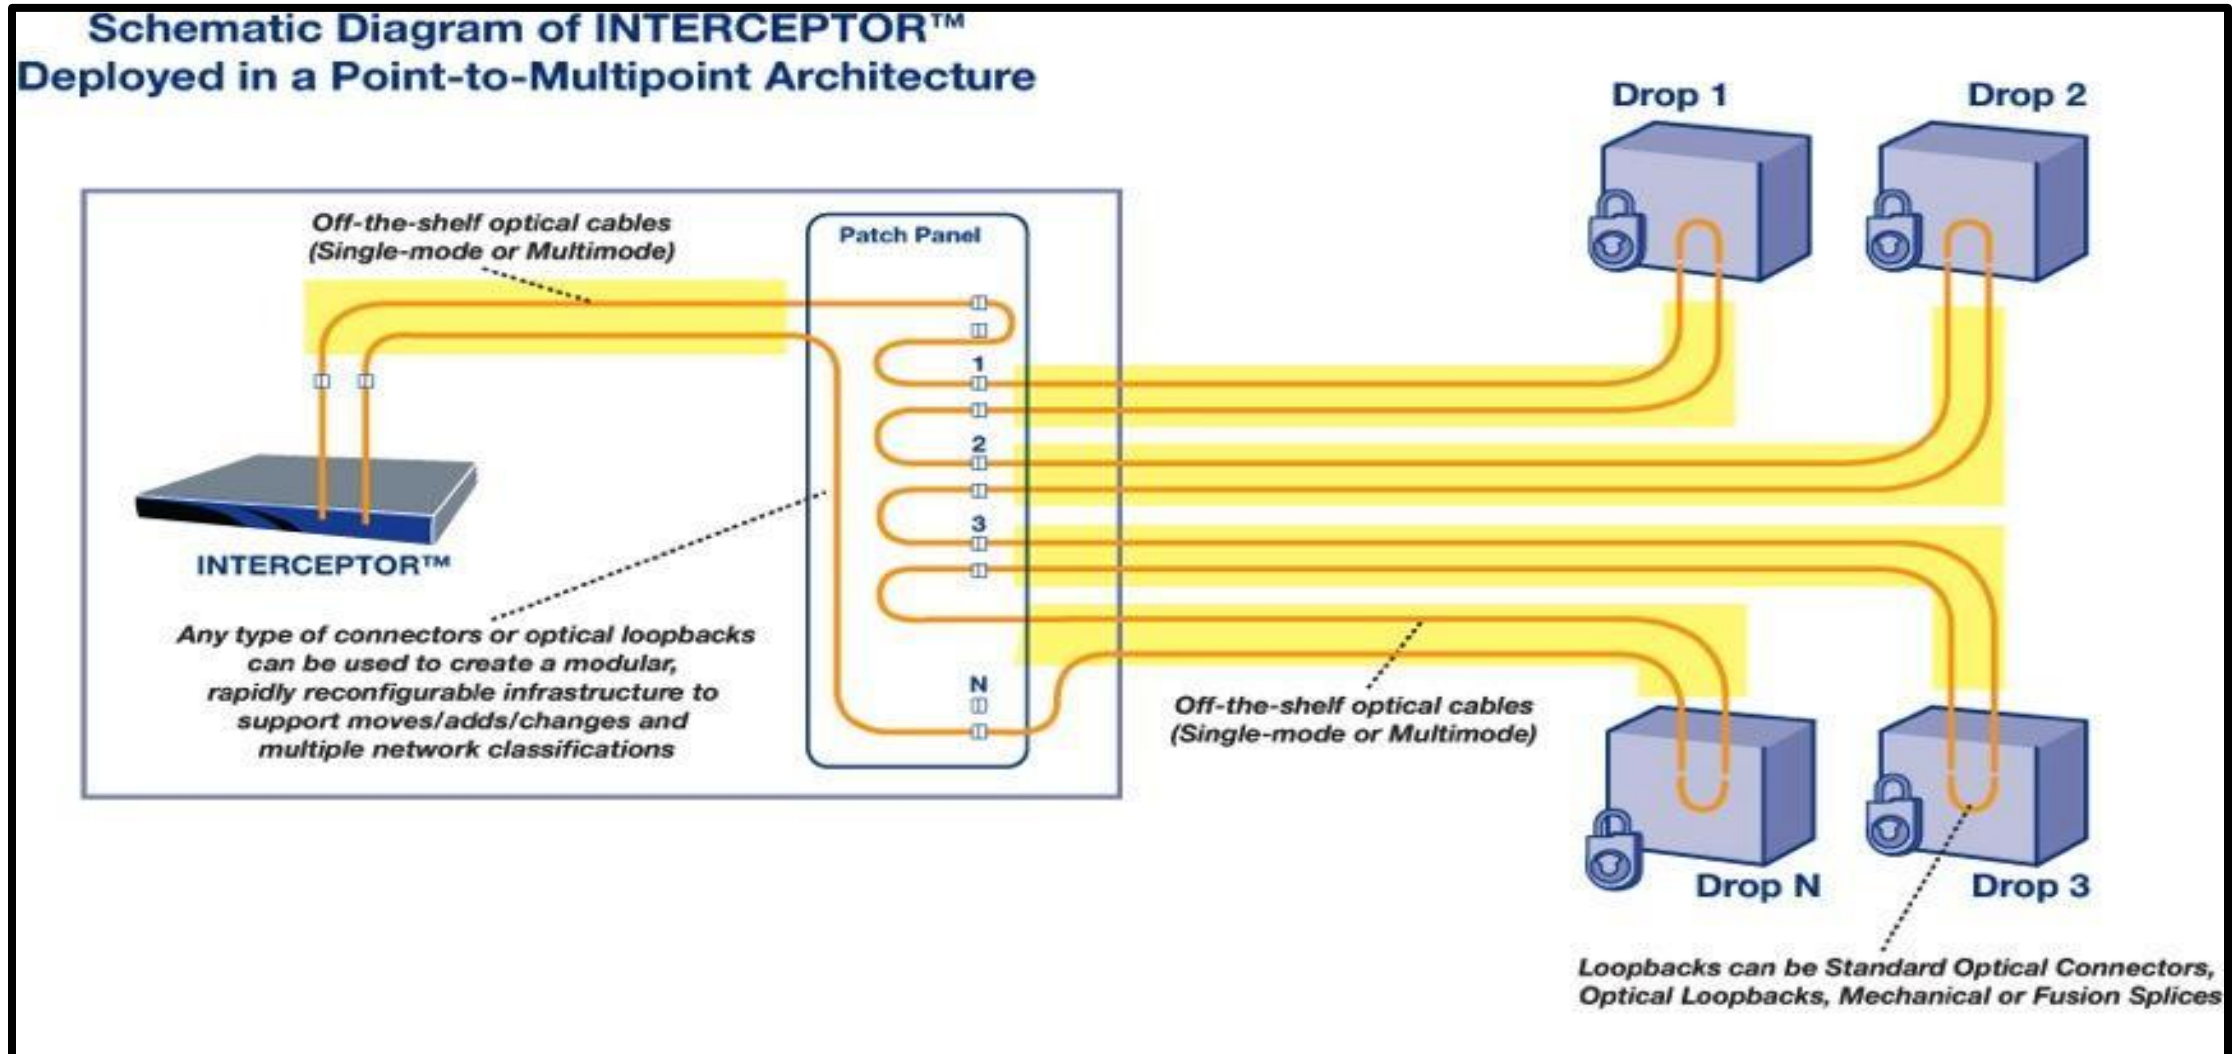 Schematic Diagram of INTERCEPTOR™
Deployed in a Point-to-Multipoint Architecture
Drop 1
Drop 2
Off-the-shelf optical cables
(Single-mode or Multimode)
Patch Panel
1
2
3
N
INTERCEPTOR™
Any type of connectors or optical loopbacks
can be used to create a modular,
rapidly reconfigurable infrastructure to
support moves/adds/changes and
multiple network classifications
Off-the-shelf optical cables
(Single-mode or Multimode)
Drop N
Drop 3
Loopbacks can be Standard Optical Connectors,
Optical Loopbacks, Mechanical or Fusion Splices